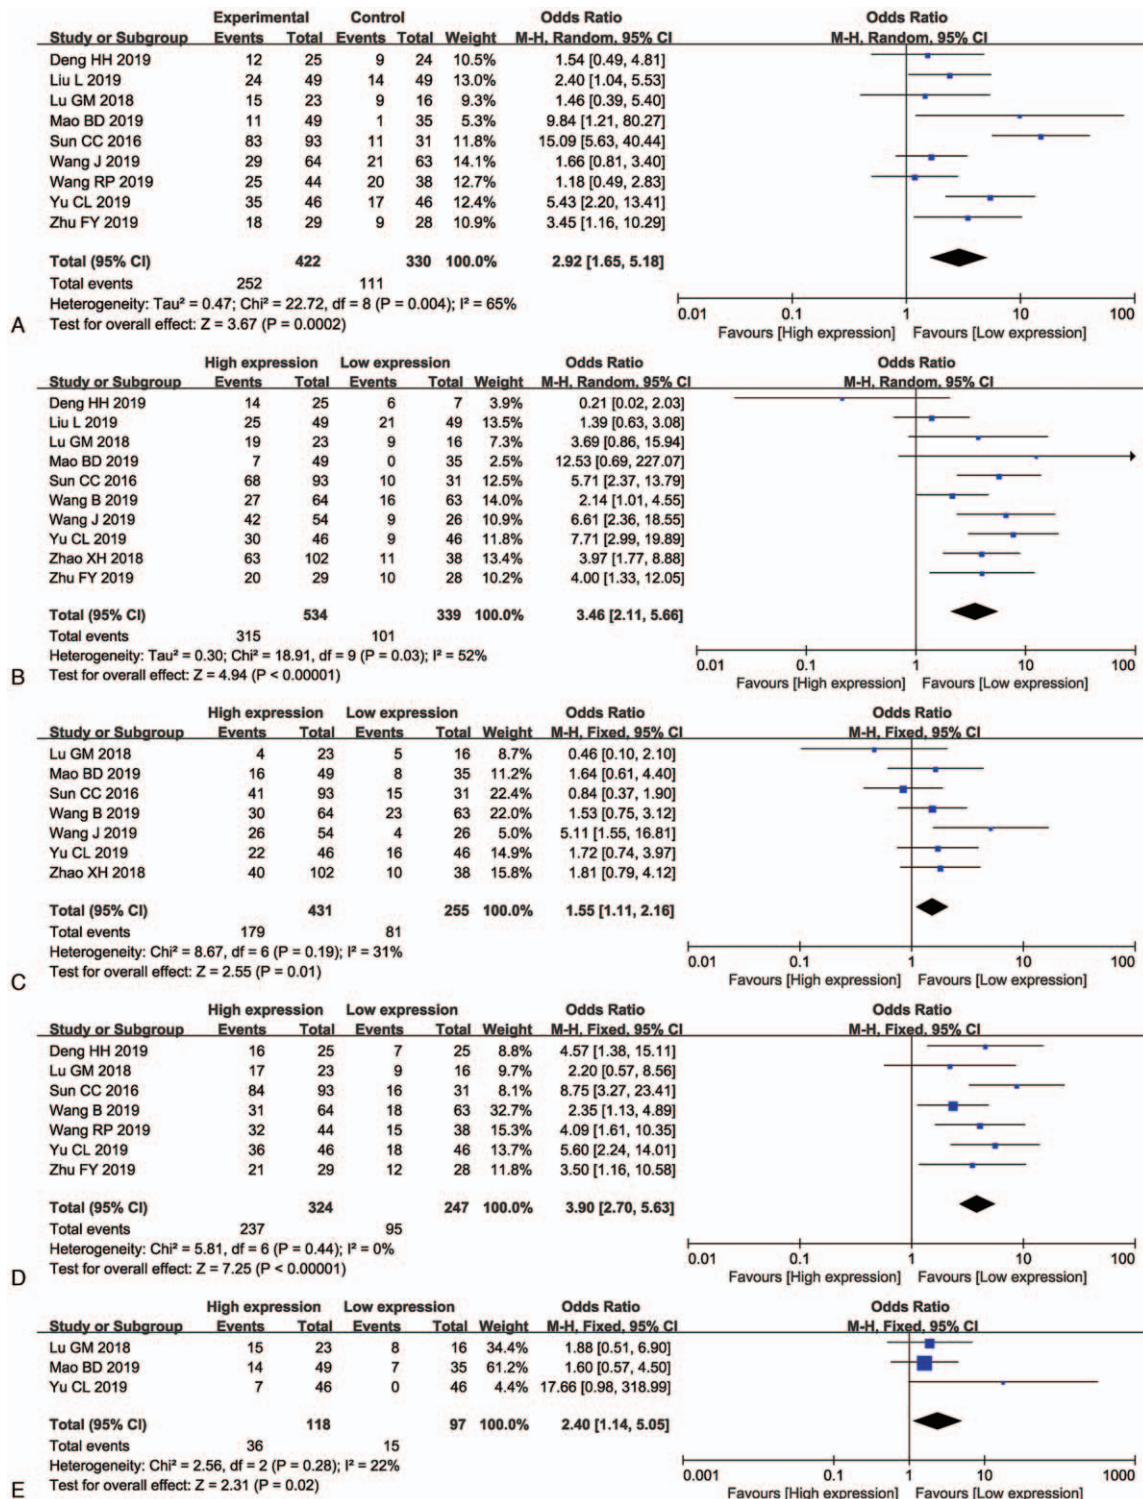 Experimental Control Odds Ratio Odds Ratio
Study or Subgroup Events Total Events Total Weight M-H, Random, 95% CI M-H, Random, 95% CI
Deng HH 2019 12 25 9 24 10.5% 1.54 [0.49, 4.81]
Liu L 2019 24 49 14 49 13.0% 2.40 [1.04, 5.53]
Lu GM 2018 15 23 9 16 9.3% 1.46 [0.39, 5.40]
Mao BD 2019 11 49 1 35 5.3% 9.84 [1.21, 80.27]
Sun CC 2016 83 93 11 31 11.8% 15.09 [5.63, 40.44]
Wang J 2019 29 64 21 63 14.1% 1.66 [0.81, 3.40]
Wang RP 2019 25 44 20 38 12.7% 1.18 [0.49, 2.83]
Yu CL 2019 35 46 17 46 12.4% 5.43 [2.20, 13.41]
Zhu FY 2019 18 29 9 28 10.9% 3.45 [1.16, 10.29]
Total (95% CI) 422 330 100.0% 2.92 [1.65, 5.18]
Total events 252 111
Heterogeneity: Tau² = 0.47; Chi² = 22.72, df = 8 (P = 0.004); I² = 65%
Test for overall effect: Z = 3.67 (P = 0.0002)
0.01 0.1 1 10 100
Favours [High expression] Favours [Low expression]
A
High expression Low expression Odds Ratio Odds Ratio
Study or Subgroup Events Total Events Total Weight M-H, Random, 95% CI M-H, Random, 95% CI
Deng HH 2019 14 25 6 7 3.9% 0.21 [0.02, 2.03]
Liu L 2019 25 49 21 49 13.5% 1.39 [0.63, 3.08]
Lu GM 2018 19 23 9 16 7.3% 3.69 [0.86, 15.94]
Mao BD 2019 7 49 0 35 2.5% 12.53 [0.69, 227.07]
Sun CC 2016 68 93 10 31 12.5% 5.71 [2.37, 13.79]
Wang B 2019 27 64 16 63 14.0% 2.14 [1.01, 4.55]
Wang J 2019 42 54 9 26 10.9% 6.61 [2.36, 18.55]
Yu CL 2019 30 46 9 46 11.8% 7.71 [2.99, 19.89]
Zhao XH 2018 63 102 11 38 13.4% 3.97 [1.77, 8.88]
Zhu FY 2019 20 29 10 28 10.2% 4.00 [1.33, 12.05]
Total (95% CI) 534 339 100.0% 3.46 [2.11, 5.66]
Total events 315 101
Heterogeneity: Tau² = 0.30; Chi² = 18.91, df = 9 (P = 0.03); I² = 52%
Test for overall effect: Z = 4.94 (P < 0.00001)
0.01 0.1 1 10 100
Favours [High expression] Favours [Low expression]
B
High expression Low expression Odds Ratio Odds Ratio
Study or Subgroup Events Total Events Total Weight M-H, Fixed, 95% CI M-H, Fixed, 95% CI
Lu GM 2018 4 23 5 16 8.7% 0.46 [0.10, 2.10]
Mao BD 2019 16 49 8 35 11.2% 1.64 [0.61, 4.40]
Sun CC 2016 41 93 15 31 22.4% 0.84 [0.37, 1.90]
Wang B 2019 30 64 23 63 22.0% 1.53 [0.75, 3.12]
Wang J 2019 26 54 4 26 5.0% 5.11 [1.55, 16.81]
Yu CL 2019 22 46 16 46 14.9% 1.72 [0.74, 3.97]
Zhao XH 2018 40 102 10 38 15.8% 1.81 [0.79, 4.12]
Total (95% CI) 431 255 100.0% 1.55 [1.11, 2.16]
Total events 179 81
Heterogeneity: Chi² = 8.67, df = 6 (P = 0.19); I² = 31%
Test for overall effect: Z = 2.55 (P = 0.01)
0.01 0.1 1 10 100
Favours [High expression] Favours [Low expression]
C
High expression Low expression Odds Ratio Odds Ratio
Study or Subgroup Events Total Events Total Weight M-H, Fixed, 95% CI M-H, Fixed, 95% CI
Deng HH 2019 16 25 7 25 8.8% 4.57 [1.38, 15.11]
Lu GM 2018 17 23 9 16 9.7% 2.20 [0.57, 8.56]
Sun CC 2016 84 93 16 31 8.1% 8.75 [3.27, 23.41]
Wang B 2019 31 64 18 63 32.7% 2.35 [1.13, 4.89]
Wang RP 2019 32 44 15 38 15.3% 4.09 [1.61, 10.35]
Yu CL 2019 36 46 18 46 13.7% 5.60 [2.24, 14.01]
Zhu FY 2019 21 29 12 28 11.8% 3.50 [1.16, 10.58]
Total (95% CI) 324 247 100.0% 3.90 [2.70, 5.63]
Total events 237 95
Heterogeneity: Chi² = 5.81, df = 6 (P = 0.44); I² = 0%
Test for overall effect: Z = 7.25 (P < 0.00001)
0.01 0.1 1 10 1000
Favours [High expression] Favours [Low expression]
D
High expression Low expression Odds Ratio Odds Ratio
Study or Subgroup Events Total Events Total Weight M-H, Fixed, 95% CI M-H, Fixed, 95% CI
Lu GM 2018 15 23 8 16 34.4% 1.88 [0.51, 6.90]
Mao BD 2019 14 49 7 35 61.2% 1.60 [0.57, 4.50]
Yu CL 2019 7 46 0 46 4.4% 17.66 [0.98, 318.99]
Total (95% CI) 118 97 100.0% 2.40 [1.14, 5.05]
Total events 36 15
Heterogeneity: Chi² = 2.56, df = 2 (P = 0.28); I² = 22%
Test for overall effect: Z = 2.31 (P = 0.02)
0.001 0.1 1 10 1000
Favours [High expression] Favours [Low expression]
E